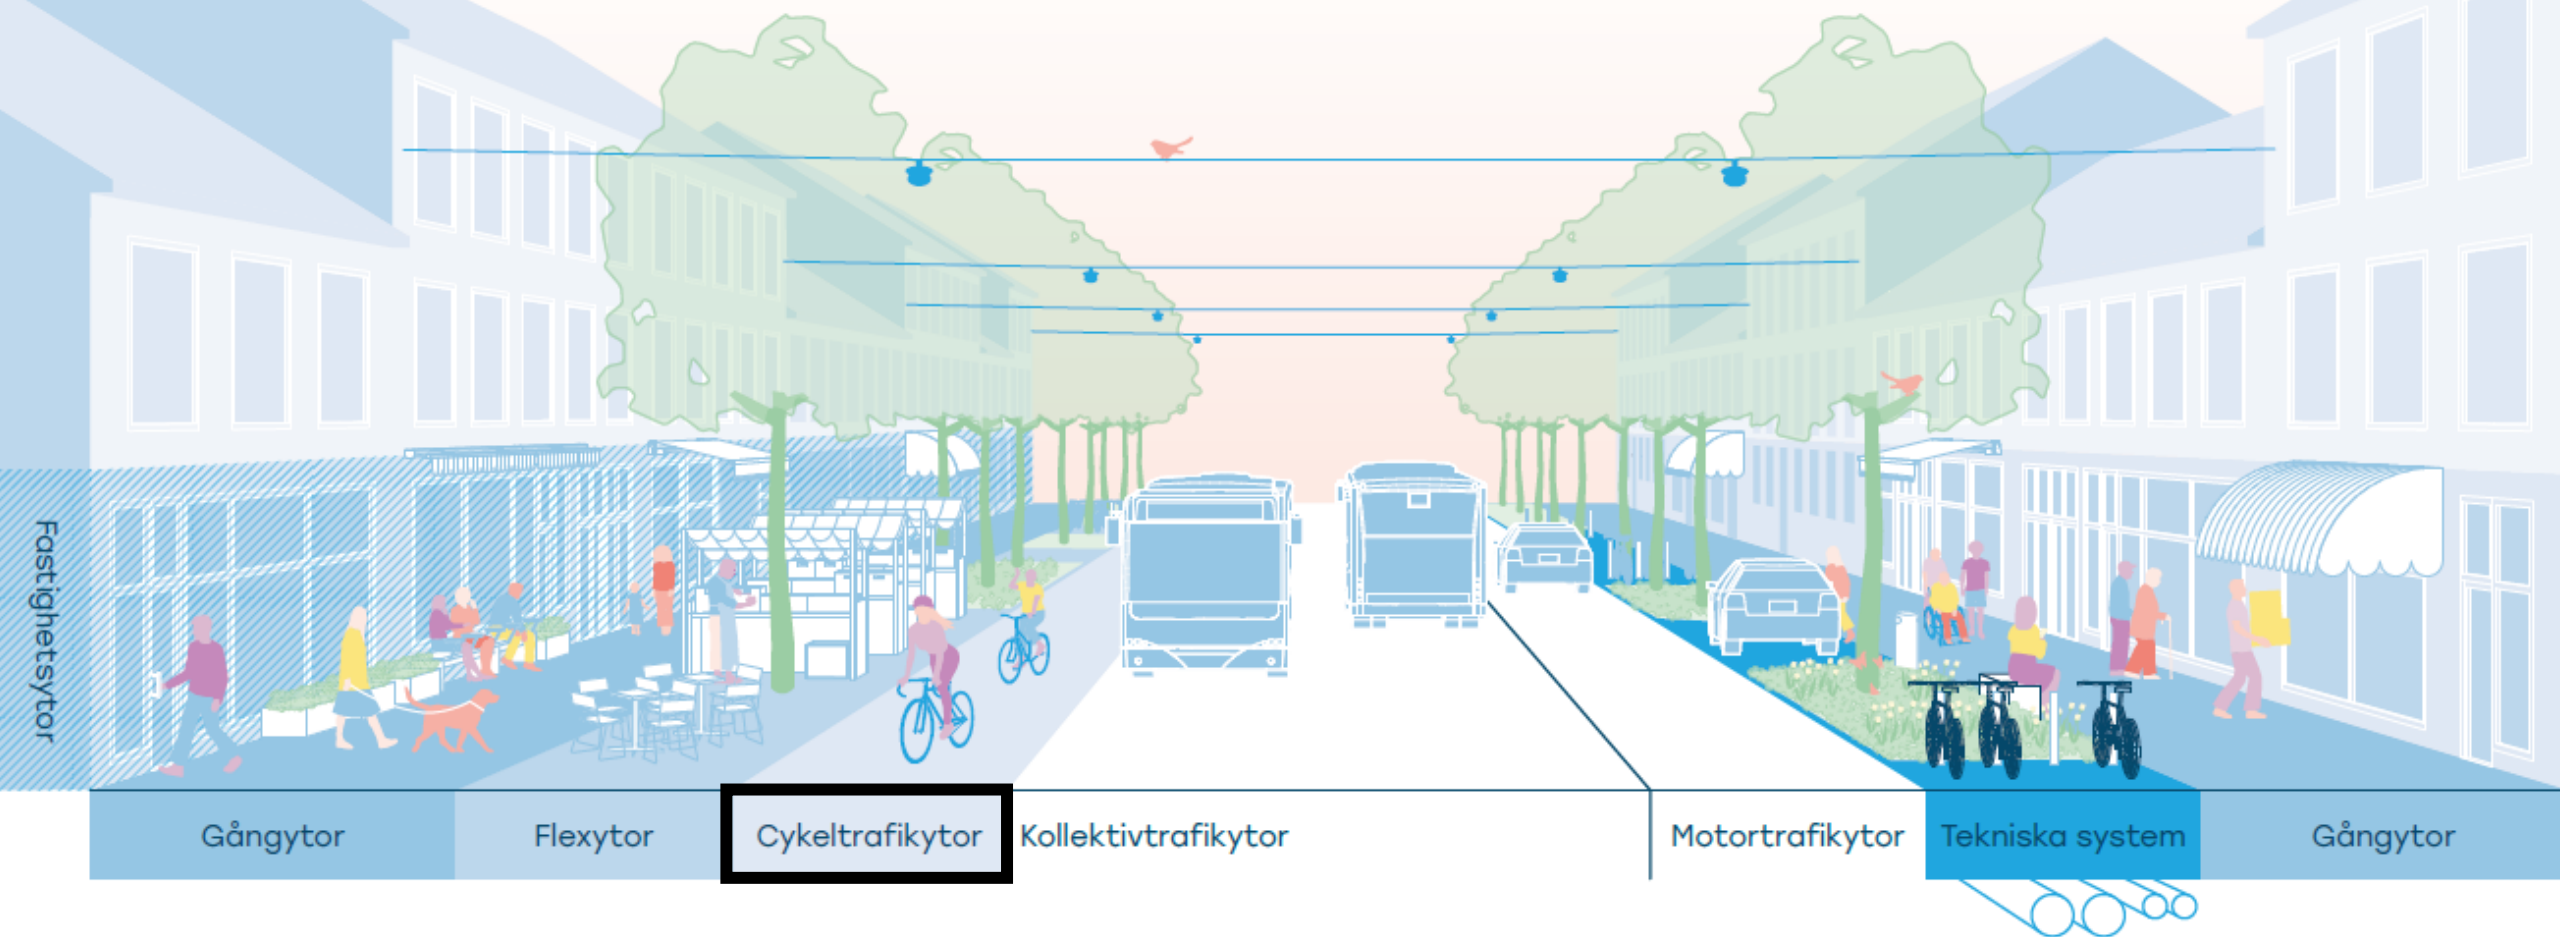 Fastighetsytor
Gångytor
Flexytor
Cykeltrafikytor
Kollektivtrafikytor
Motortrafikytor
Tekniska system
Gångytor